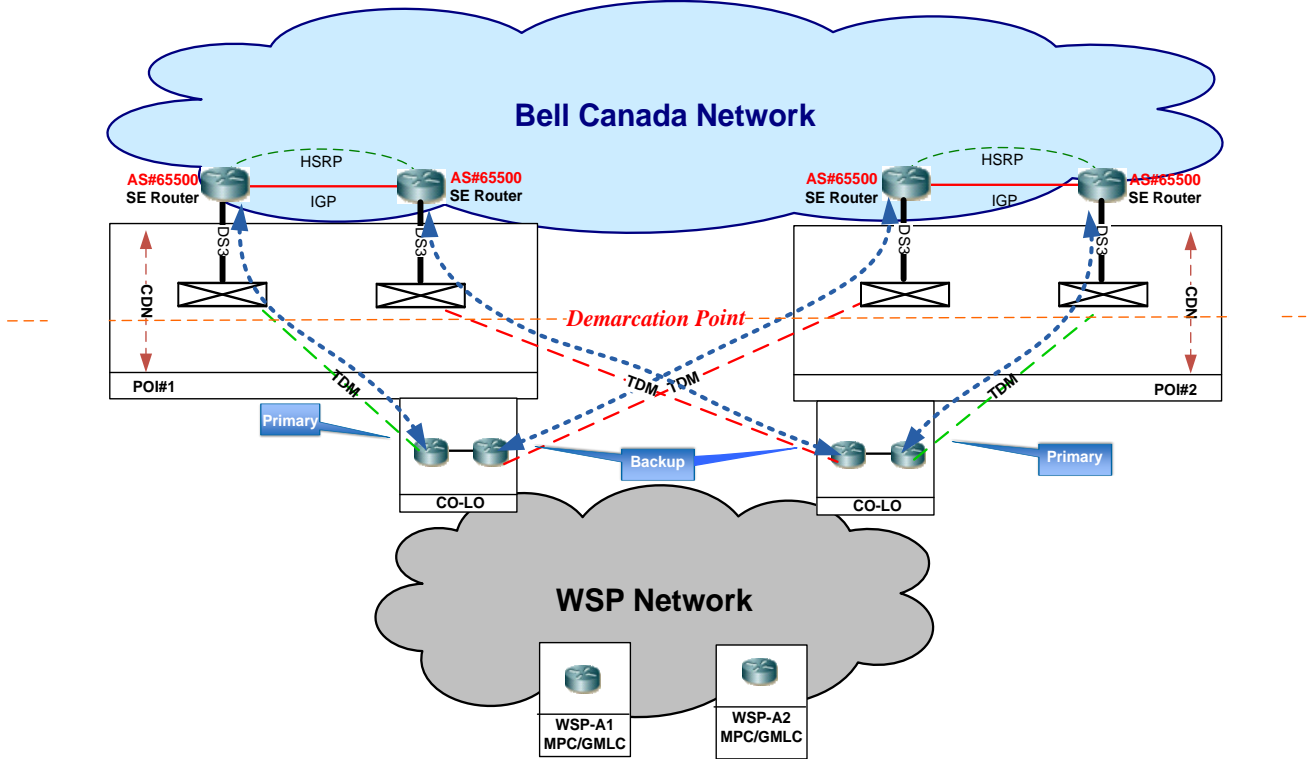 Bell Canada Network
HSRP
HSRP
AS#65500
SE Router
AS#65500
SE Router
AS#65500
SE Router
AS#65500
SE Router
IGP
IGP
DS3
DS3
DS3
DS3
CDN
CDN
Demarcation Point
TDM
TDM
TDM
TDM
POI#1
POI#2
Primary
Backup
Primary
CO-LO
CO-LO
WSP Network
WSP-A1
MPC/GMLC
WSP-A2
MPC/GMLC